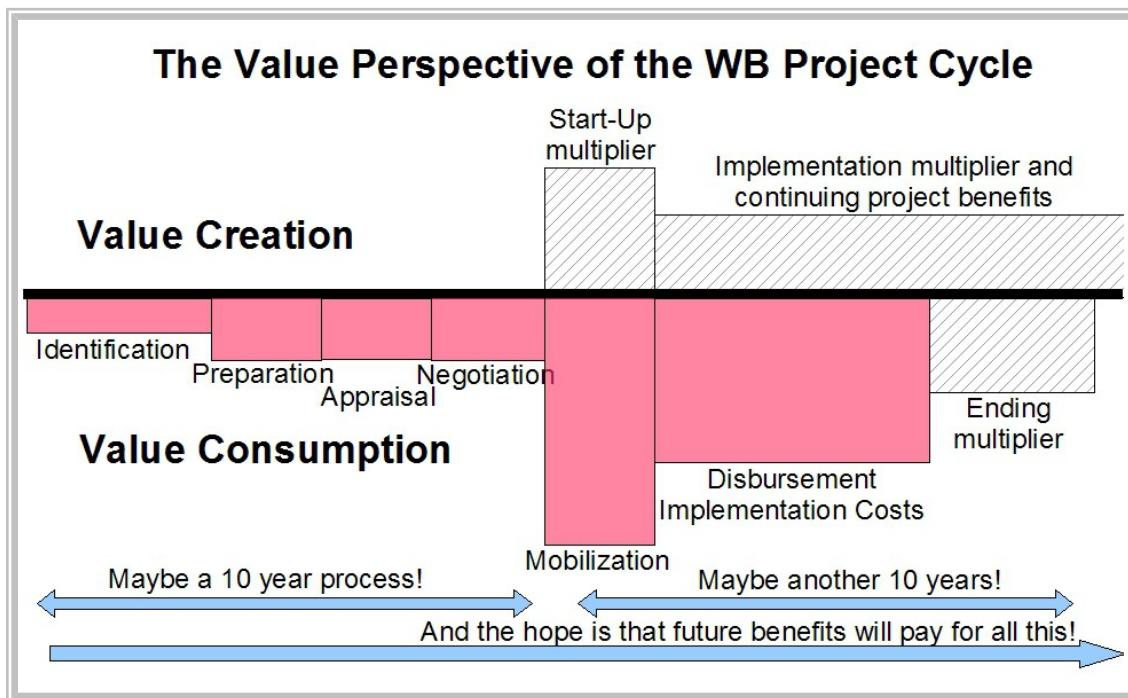 The Value Perspective of the WB Project Cycle
Start-Up
multiplier
Implementation multiplier and
continuing project benefits
Value Creation
Identification
Preparation
Appraisal
Negotiation
Value Consumption
Ending
multiplier
Disbursement
Implementation Costs
Mobilization
Maybe a 10 year process!
Maybe another 10 years!
And the hope is that future benefits will pay for all this!